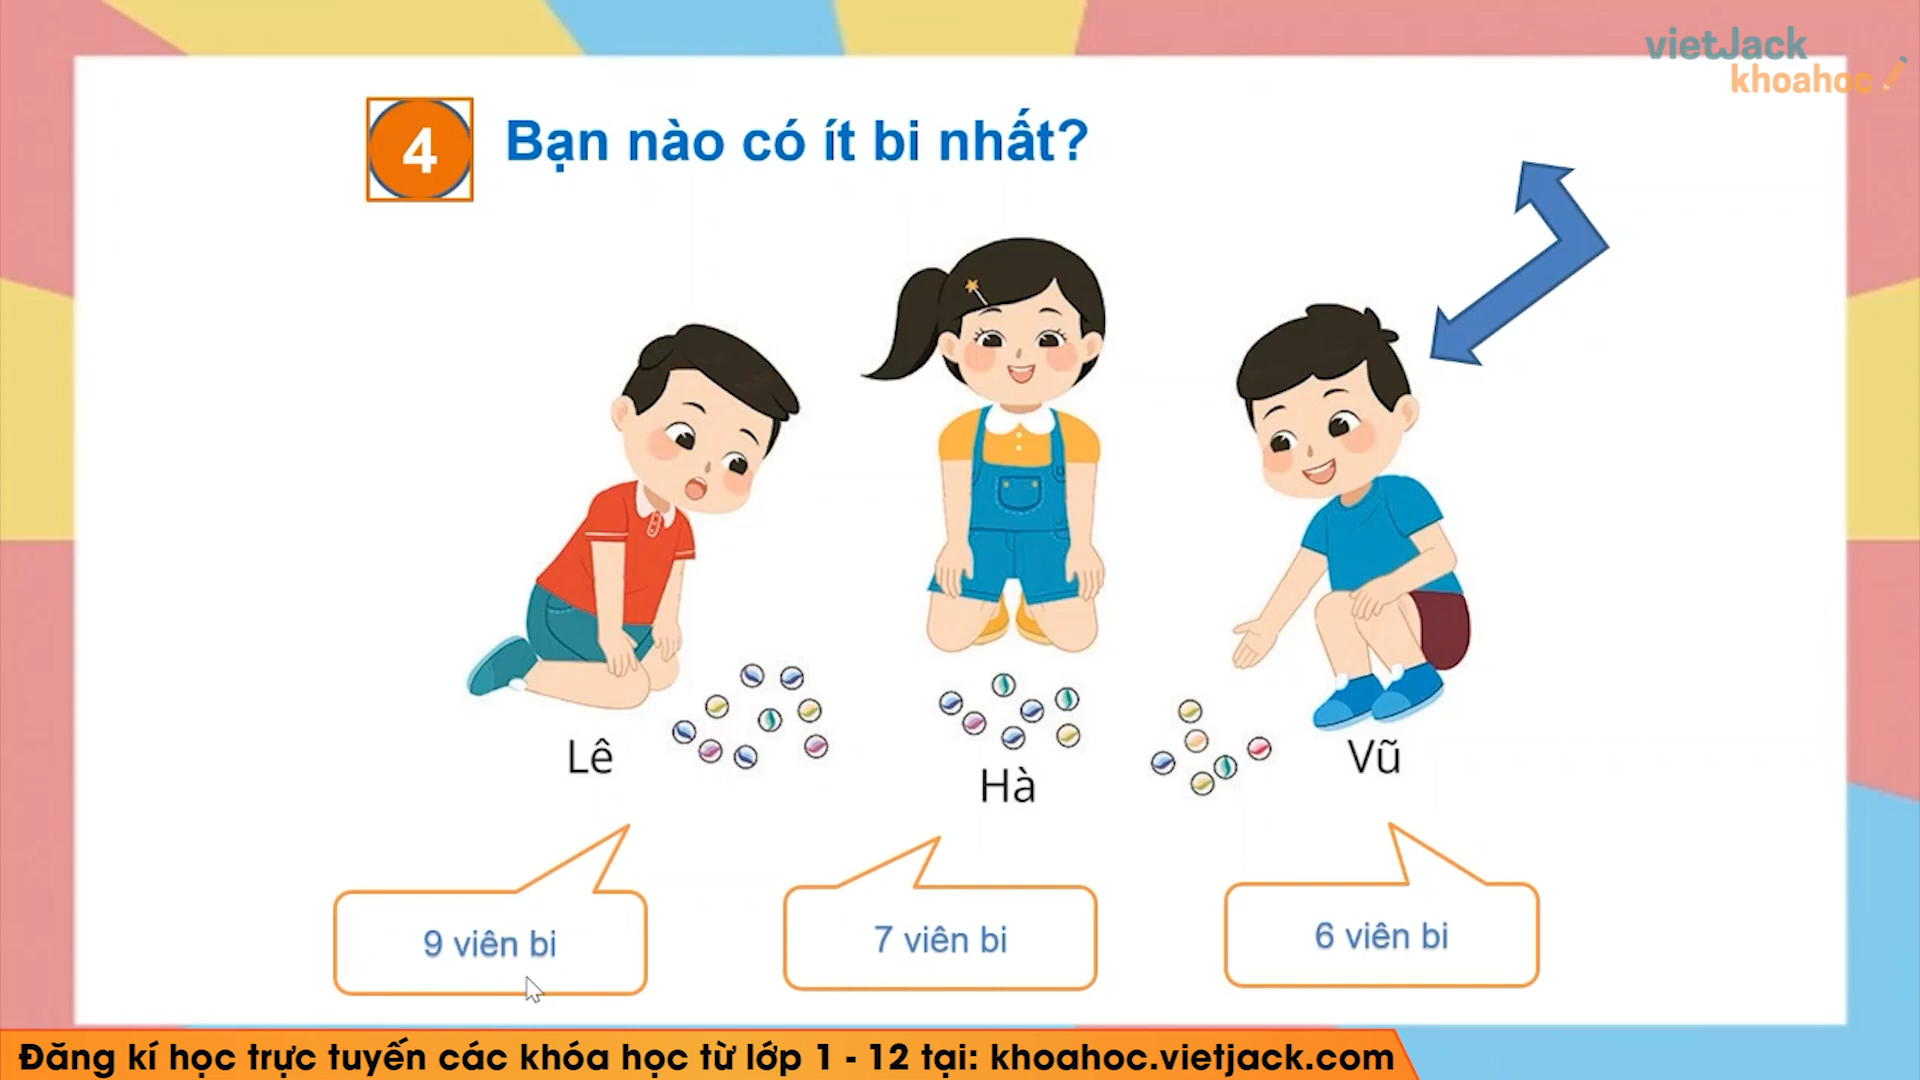 vietJack
khoahoc
4
Bạn nào có ít bi nhất?
Lê
Hà
Vũ
9 viên bi
7 viên bi
6 viên bi
Đăng kí học trực tuyến các khóa học từ lớp 1 - 12 tại: khoahoc.vietjack.com